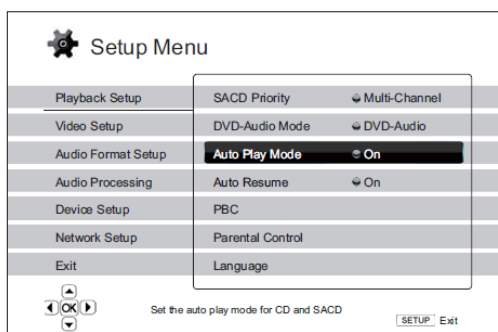 Setup Menu
Playback Setup SACD Priority Multi-Channel
Video Setup DVD-Audio Mode DVD-Audio
Audio Format Setup Auto Play Mode On
Audio Processing Auto Resume On
Device Setup PBC
Network Setup Parental Control
Exit Language
OK Set the auto play mode for CD and SACD SETUP Exit